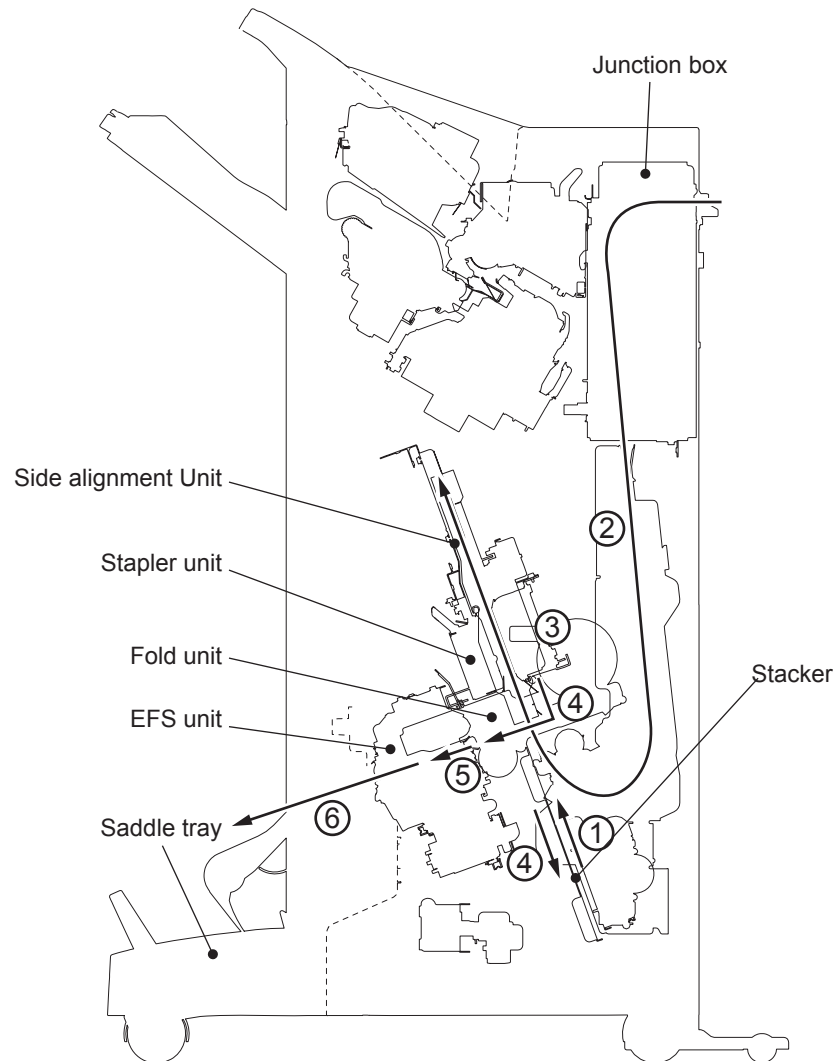 Junction box
Side alignment Unit
②
Stapler unit
③
Fold unit
Stacker
④
EFS unit
⑤
⑥
Saddle tray
①
④